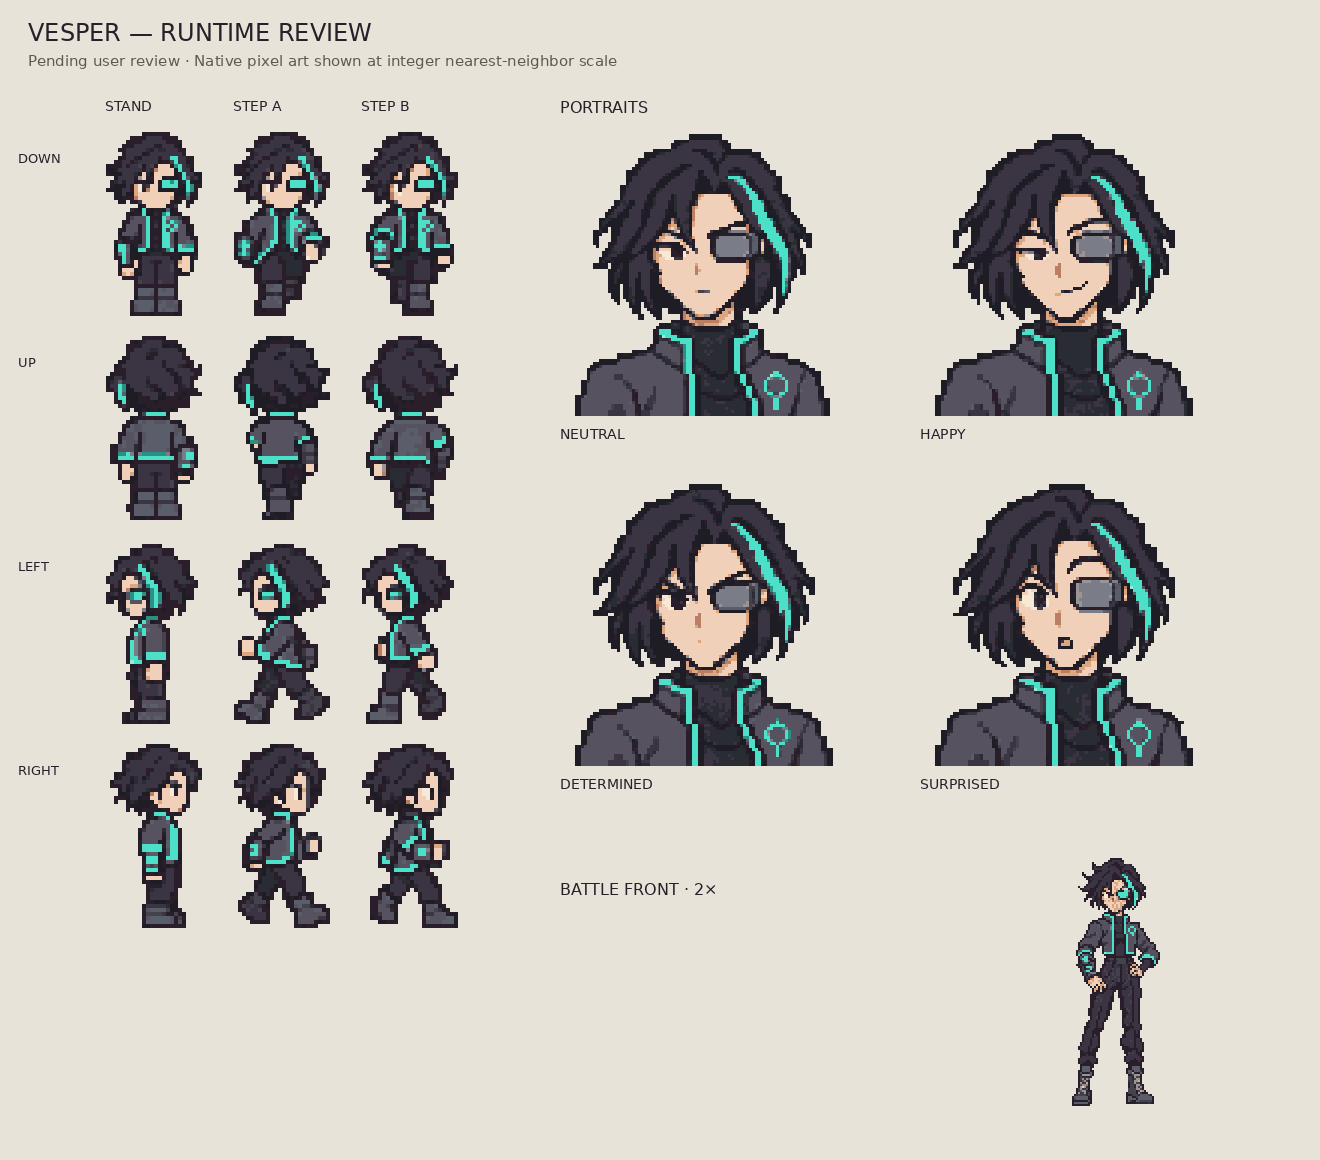 VESPER — RUNTIME REVIEW
Pending user review · Native pixel art shown at integer nearest-neighbor scale
STAND
STEP A
STEP B
PORTRAITS
DOWN
UP
NEUTRAL
HAPPY
LEFT
RIGHT
DETERMINED
SURPRISED
BATTLE FRONT · 2×